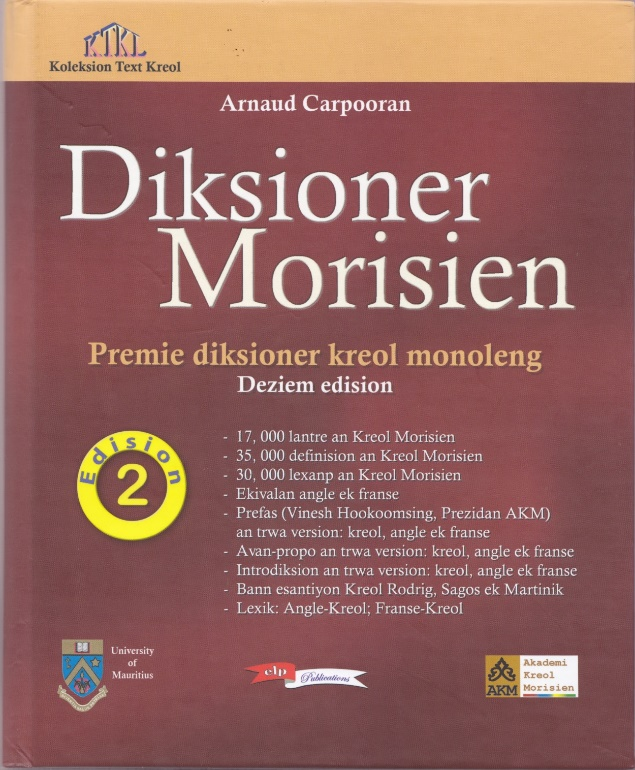 KTKL
Koleksion Text Kreol
Arnaud Carpooran
Diksioner
Morisien
Premie diksioner kreol monoleng
Deziem edision
Edision
2
- 17, 000 lantre an Kreol Morisien
- 35, 000 definision an Kreol Morisien
- 30, 000 lexanp an Kreol Morisien
- Ekivalan angle ek franse
- Prefas (Vinesh Hookoomsing, Prezidan AKM)
an trwa version: kreol, angle ek franse
- Avan-propo an trwa version: kreol, angle ek franse
- Introdiksion an trwa version: kreol, angle ek franse
- Bann esantiyon Kreol Rodrig, Sagos ek Martinik
- Lexik: Angle-Kreol; Franse-Kreol
University
of
Mauritius
elp
Publications
AKM
Akademi
Kreol
Morisien